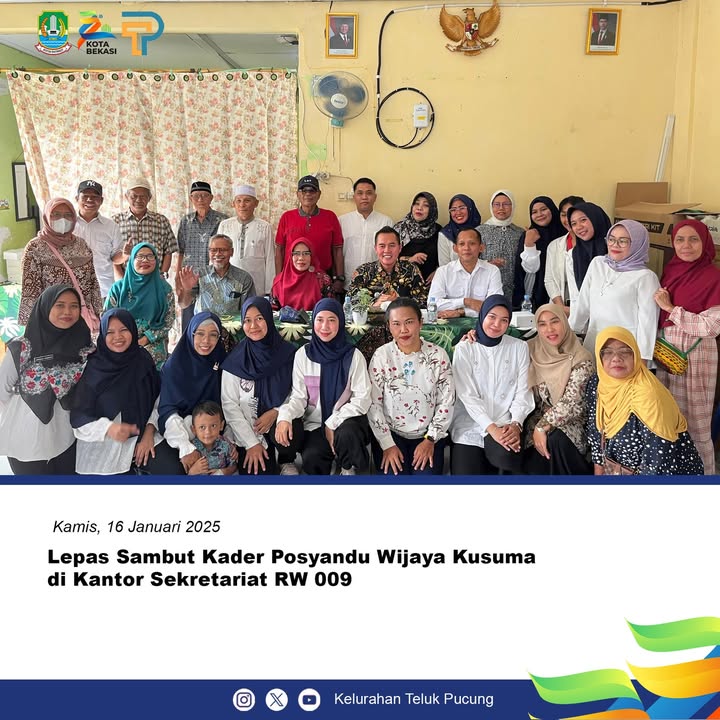 KOTA
BEKASI
Kamis, 16 Januari 2025
Lepas Sambut Kader Posyandu Wijaya Kusuma
di Kantor Sekretariat RW 009
Kelurahan Teluk Pucung